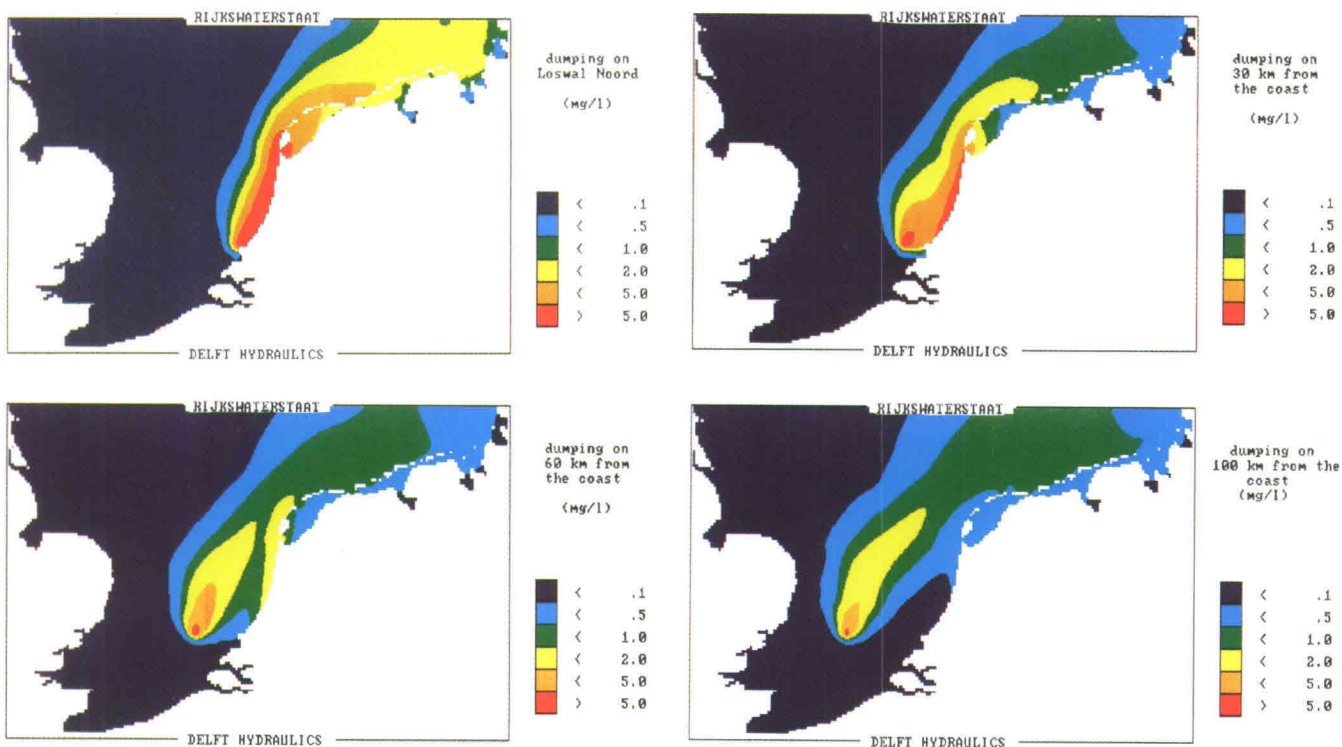 RIJKSWATERSTAAT
dumping on
Loswal Noord
(mg/l)
< .1
< .5
< 1.0
< 2.0
< 5.0
> 5.0
DELFT HYDRAULICS
RIJKSWATERSTAAT
dumping on
30 km from
the coast
(mg/l)
< .1
< .5
< 1.0
< 2.0
< 5.0
> 5.0
DELFT HYDRAULICS
RIJKSWATERSTAAT
dumping on
60 km from
the coast
(mg/l)
< .1
< .5
< 1.0
< 2.0
< 5.0
> 5.0
DELFT HYDRAULICS
RIJKSWATERSTAAT
dumping on
100 km from the
coast
(mg/l)
< .1
< .5
< 1.0
< 2.0
< 5.0
> 5.0
DELFT HYDRAULICS